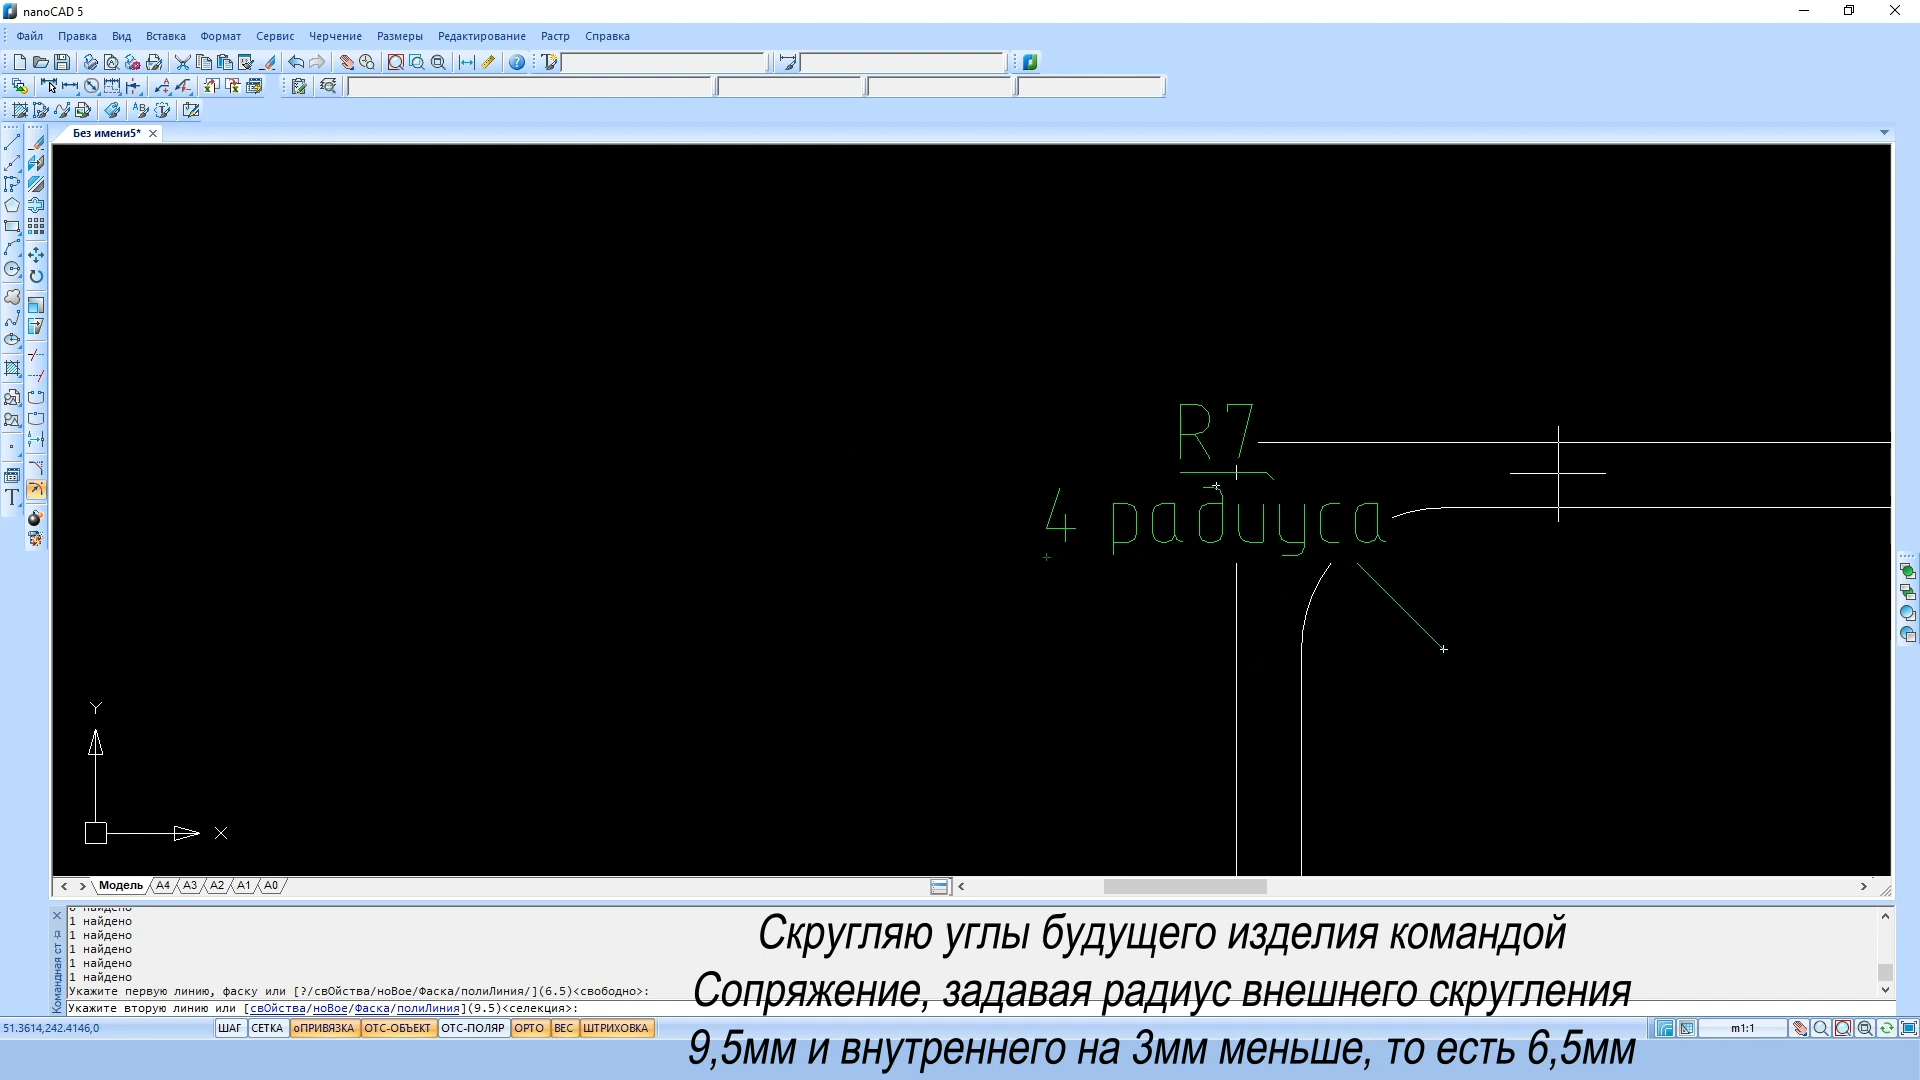 nanoCAD 5
Файл Правка Вид Вставка Формат Сервис Черчение Размеры Редактирование Растр Справка
Без имени5*
R7
4 радиуса
Y
X
Модель A4 A3 A2 A1 A0
Командная ст
0 найдено
1 найдено
1 найдено
1 найдено
1 найдено
1 найдено
Укажите первую линию, фаску или [?/свОйства/ноВое/Фаска/полиЛиния/](6.5)<свободно>:
Укажите вторую линию или [свОйства/ноВое/Фаска/полиЛиния](9.5)<селекция>:
51.3614,242.4146,0 ШАГ СЕТКА оПРИВЯЗКА ОТС-ОБЪЕКТ ОТС-ПОЛЯР ОРТО ВЕС ШТРИХОВКА m1:1
Скругляю углы будущего изделия командой
Сопряжение, задавая радиус внешнего скругления
9,5мм и внутреннего на 3мм меньше, то есть 6,5мм